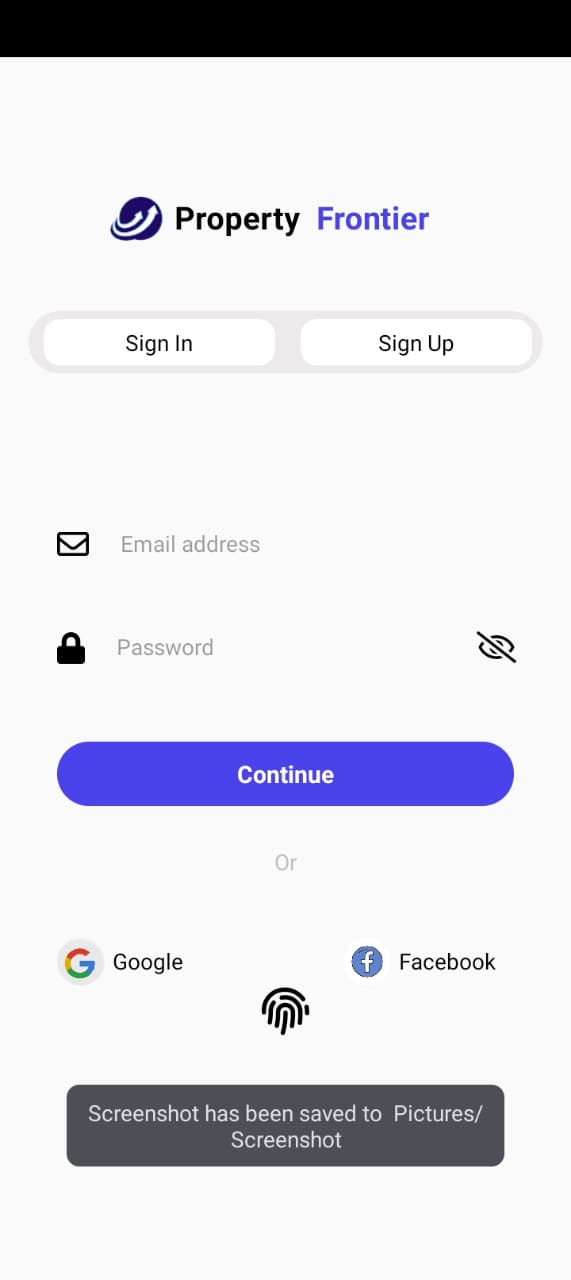 Property Frontier
Sign In
Sign Up
Email address
Password
Continue
Or
Google
Facebook
Screenshot has been saved to Pictures/
Screenshot